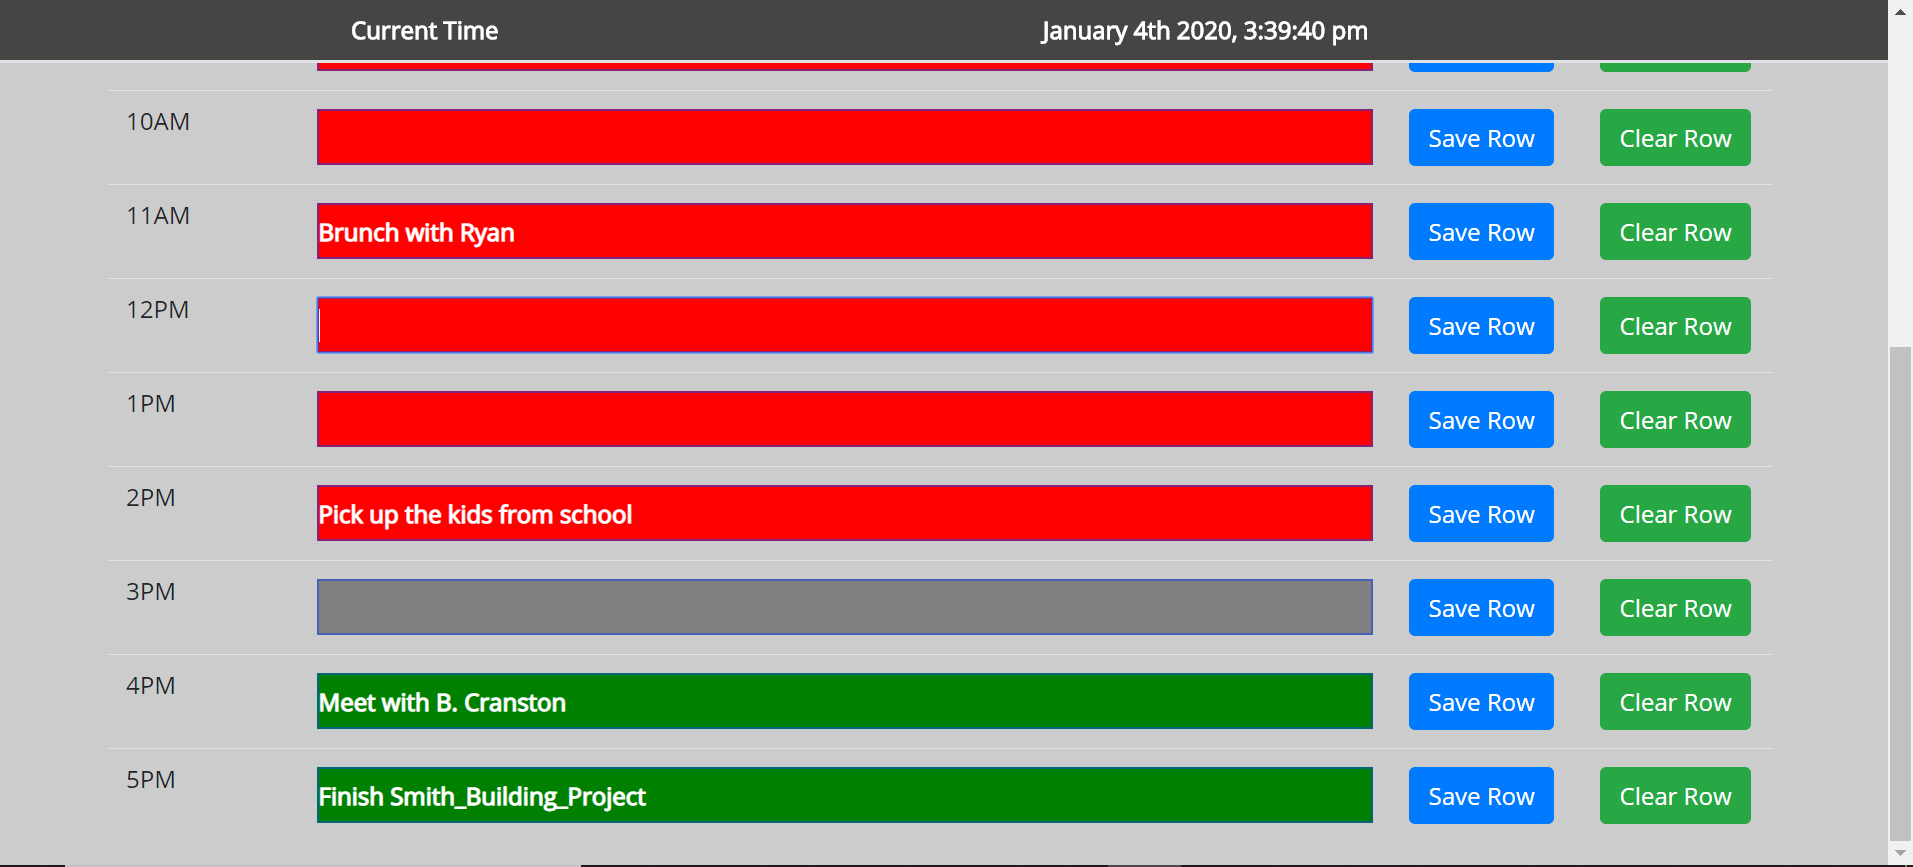 Current Time January 4th 2020, 3:39:40 pm
10AM Save Row Clear Row
11AM Brunch with Ryan Save Row Clear Row
12PM Save Row Clear Row
1PM Save Row Clear Row
2PM Pick up the kids from school Save Row Clear Row
3PM Save Row Clear Row
4PM Meet with B. Cranston Save Row Clear Row
5PM Finish Smith_Building_Project Save Row Clear Row